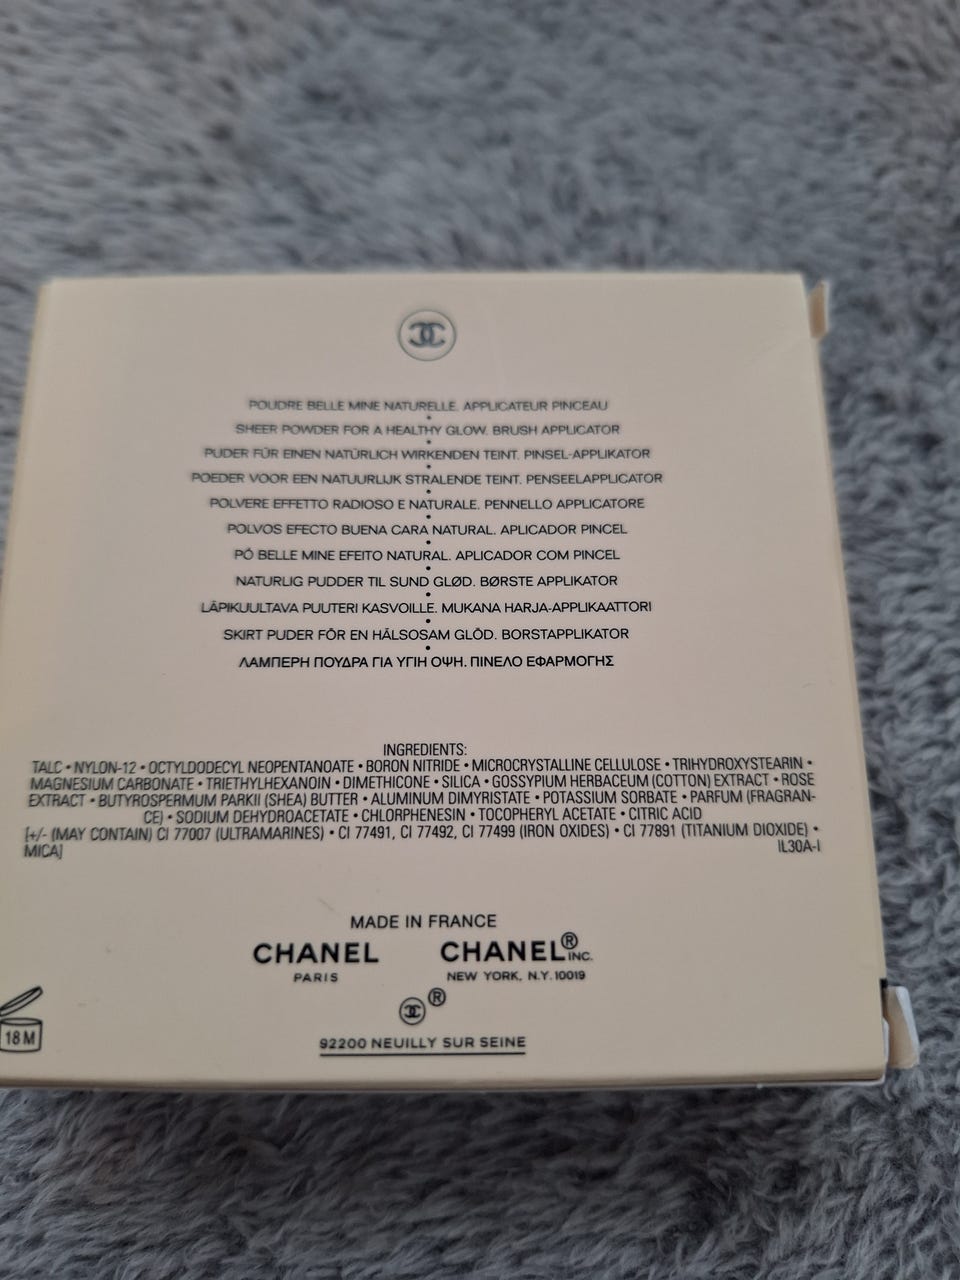 POUDRE BELLE MINE NATURELLE. APPLICATEUR PINCEAU
•
SHEER POWDER FOR A HEALTHY GLOW. BRUSH APPLICATOR
•
PUDER FÜR EINEN NATÜRLICH WIRKENDEN TEINT. PINSEL-APPLIKATOR
•
POEDER VOOR EEN NATUURLIJK STRALENDE TEINT. PENSEELAPPLICATOR
•
POLVERE EFFETTO RADIOSO E NATURALE. PENNELLO APPLICATORE
•
POLVOS EFECTO BUENA CARA NATURAL. APLICADOR PINCEL
•
PÓ BELLE MINE EFEITO NATURAL. APLICADOR COM PINCEL
•
NATURLIG PUDDER TIL SUND GLØD. BØRSTE APPLIKATOR
•
LÄPIKUULTAVA PUUTERI KASVOILLE. MUKANA HARJA-APPLIKAATTORI
•
SKIRT PUDER FÖR EN HÄLSOSAM GLÖD. BORSTAPPLIKATOR
•
ΛΑΜΠΕΡΗ ΠΟΥΔΡΑ ΓΙΑ ΥΓΙΗ ΟΨΗ. ΠΙΝΕΛΟ ΕΦΑΡΜΟΓΗΣ
INGREDIENTS:
TALC • NYLON-12 • OCTYLDODECYL NEOPENTANOATE • BORON NITRIDE • MICROCRYSTALLINE CELLULOSE • TRIHYDROXYSTEARIN •
MAGNESIUM CARBONATE • TRIETHYLHEXANOIN • DIMETHICONE • SILICA • GOSSYPIUM HERBACEUM (COTTON) EXTRACT • ROSE
EXTRACT • BUTYROSPERMUM PARKII (SHEA) BUTTER • ALUMINUM DIMYRISTATE • POTASSIUM SORBATE • PARFUM (FRAGRAN-
CE) • SODIUM DEHYDROACETATE • CHLORPHENESIN • TOCOPHERYL ACETATE • CITRIC ACID
[+/- (MAY CONTAIN) CI 77007 (ULTRAMARINES) • CI 77491, CI 77492, CI 77499 (IRON OXIDES) • CI 77891 (TITANIUM DIOXIDE) •
MICA] IL30A-I
MADE IN FRANCE
CHANEL CHANEL® INC.
PARIS NEW YORK, N.Y. 10019
®
18 M
92200 NEUILLY SUR SEINE